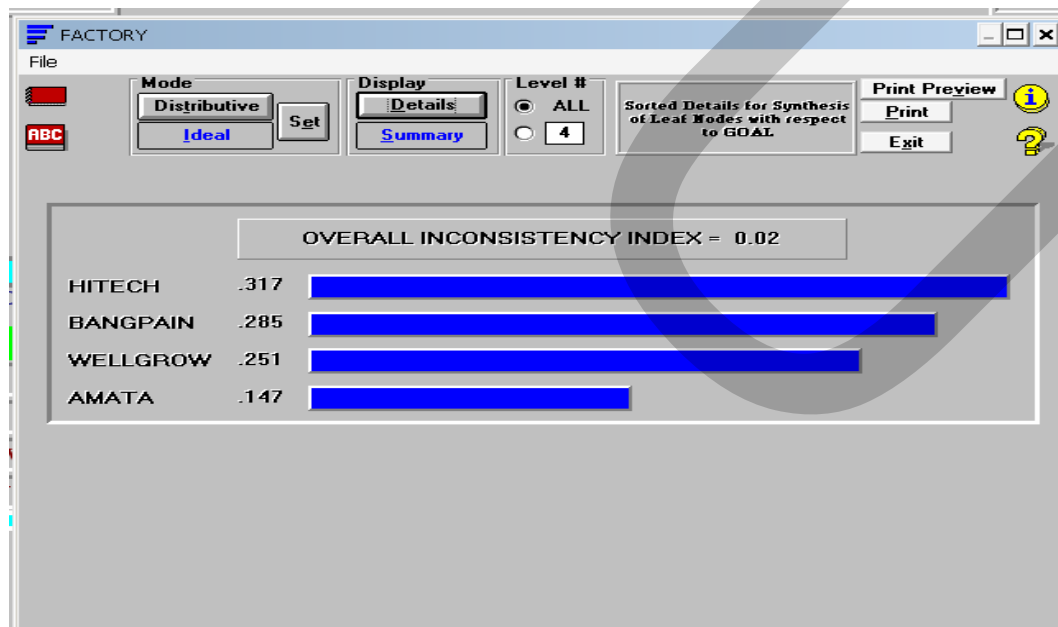 FACTORY
File
Mode
Distributive
Ideal
Set
Display
Details
Summary
Level #
ALL
4
Sorted Details for Synthesis
of Leaf Nodes with respect
to GOAL
Print Preview
Print
Exit
ABC
OVERALL INCONSISTENCY INDEX = 0.02
HITECH .317
BANGPAIN .285
WELLGROW .251
AMATA .147